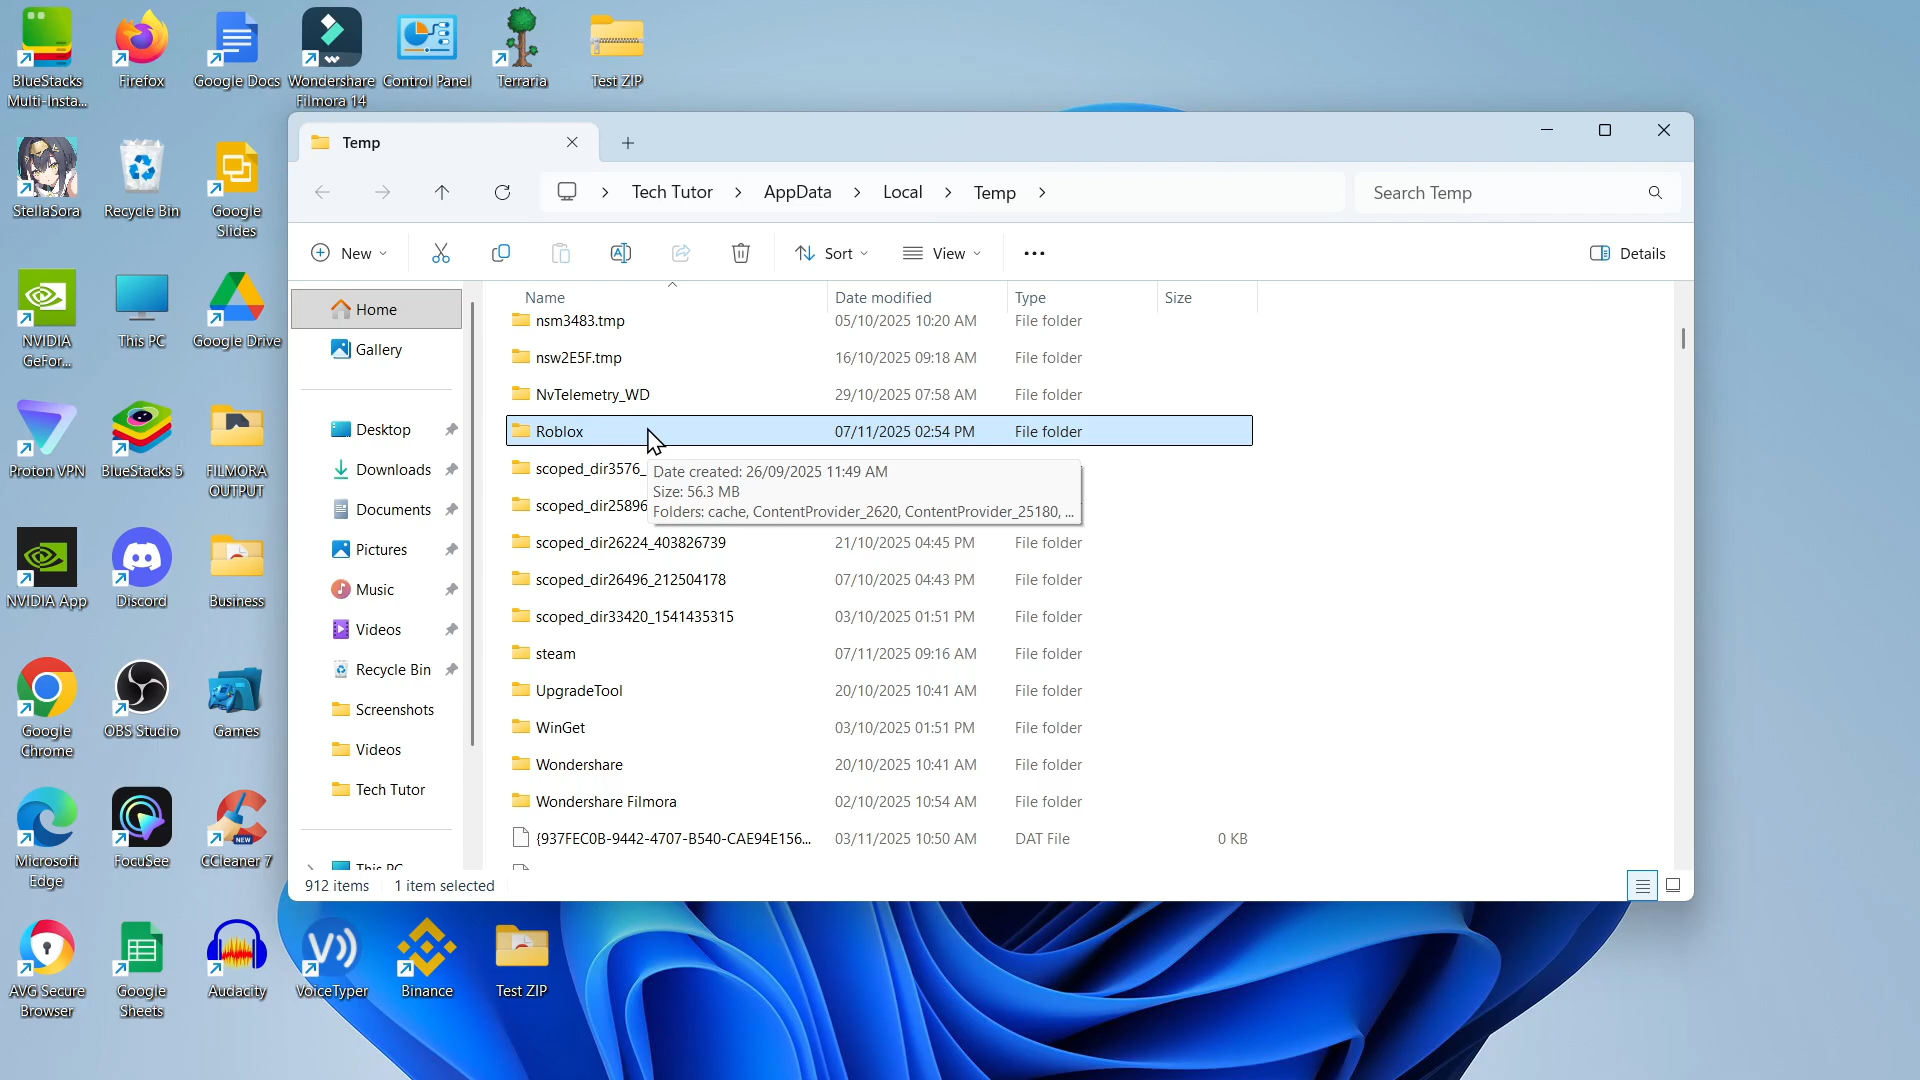 BlueStacks
Multi-Insta...
Firefox
Google Docs
Wondershare
Filmora 14
Control Panel
Terraria
Test ZIP
StellaSora
Recycle Bin
Google
Slides
NVIDIA
GeFor...
This PC
Google Drive
Proton VPN
BlueStacks 5
FILMORA
OUTPUT
NVIDIA App
Discord
Business
Google
Chrome
OBS Studio
Games
Microsoft
Edge
FocuSee
NEW
CCleaner 7
AVG Secure
Browser
Google
Sheets
Audacity
VoiceTyper
Binance
Test ZIP
Temp
Tech Tutor > AppData > Local > Temp >
Search Temp
New
Sort
View
Details
Home
Gallery
Desktop
Downloads
Documents
Pictures
Music
Videos
Recycle Bin
Screenshots
Videos
Tech Tutor
This PC
Name Date modified Type Size
nsm3483.tmp 05/10/2025 10:20 AM File folder
nsw2E5F.tmp 16/10/2025 09:18 AM File folder
NvTelemetry_WD 29/10/2025 07:58 AM File folder
Roblox 07/11/2025 02:54 PM File folder
scoped_dir3576_
scoped_dir25896
Date created: 26/09/2025 11:49 AM
Size: 56.3 MB
Folders: cache, ContentProvider_2620, ContentProvider_25180, ...
scoped_dir26224_403826739 21/10/2025 04:45 PM File folder
scoped_dir26496_212504178 07/10/2025 04:43 PM File folder
scoped_dir33420_1541435315 03/10/2025 01:51 PM File folder
steam 07/11/2025 09:16 AM File folder
UpgradeTool 20/10/2025 10:41 AM File folder
WinGet 03/10/2025 01:51 PM File folder
Wondershare 20/10/2025 10:41 AM File folder
Wondershare Filmora 02/10/2025 10:54 AM File folder
{937FEC0B-9442-4707-B540-CAE94E156... 03/11/2025 10:50 AM DAT File 0 KB
912 items 1 item selected